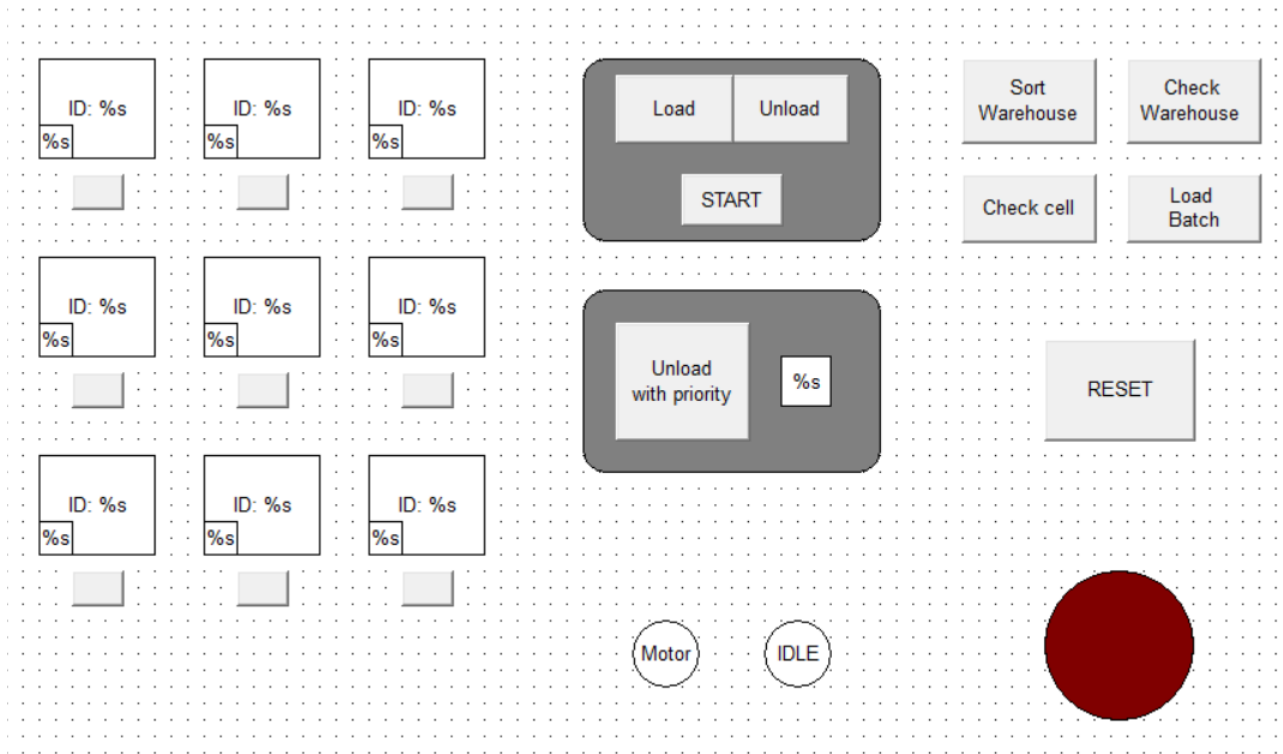 ID: %s
%s
ID: %s
%s
ID: %s
%s
ID: %s
%s
ID: %s
%s
ID: %s
%s
ID: %s
%s
ID: %s
%s
ID: %s
%s
Load
Unload
START
Unload
with priority
%s
Motor
IDLE
Sort
Warehouse
Check
Warehouse
Check cell
Load
Batch
RESET